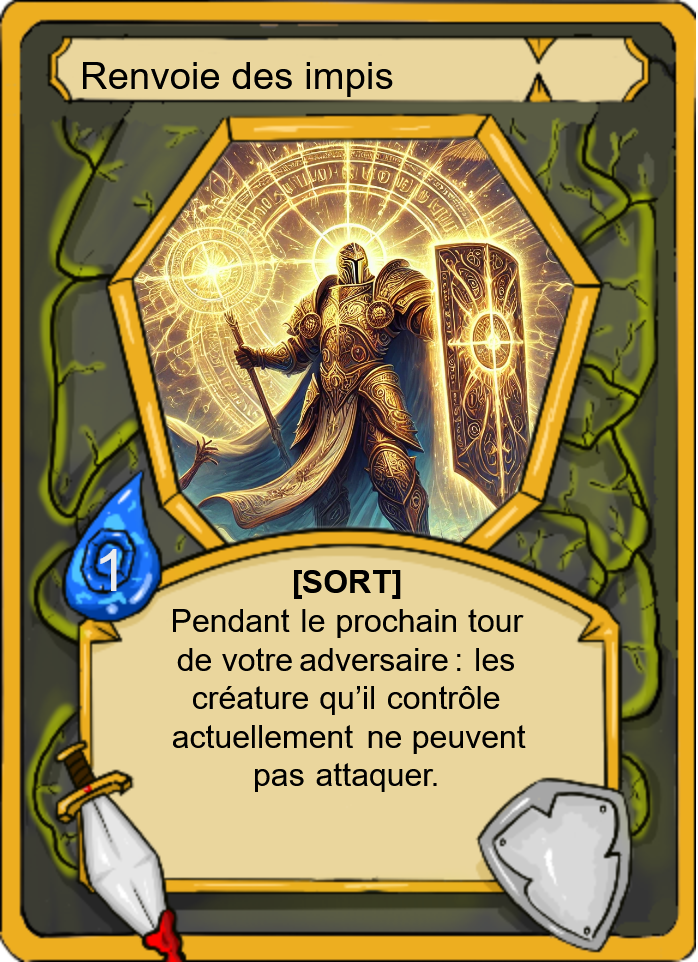 Renvoie des impis
1
[SORT]
Pendant le prochain tour
de votre adversaire : les
créature qu'il contrôle
actuellement ne peuvent
pas attaquer.